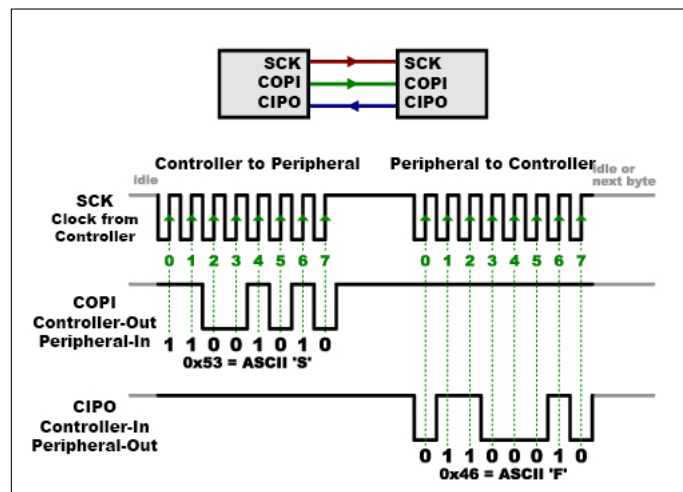 SCK SCK
COPI COPI
CIPO CIPO
Controller to Peripheral Peripheral to Controller
idle idle or
next byte
SCK
Clock from
Controller
0 1 2 3 4 5 6 7 0 1 2 3 4 5 6 7
COPI
Controller-Out
Peripheral-In
1 1 0 0 1 0 1 0
0x53 = ASCII 'S'
CIPO
Controller-In
Peripheral-Out
0 1 1 0 0 0 1 0
0x46 = ASCII 'F'